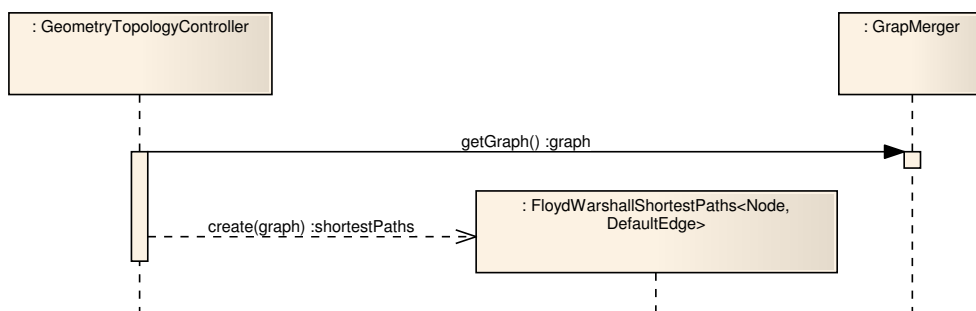 : GeometryTopologyController
: GrapMerger
getGraph() :graph
: FloydWarshallShortestPaths<Node,
DefaultEdge>
create(graph) :shortestPaths